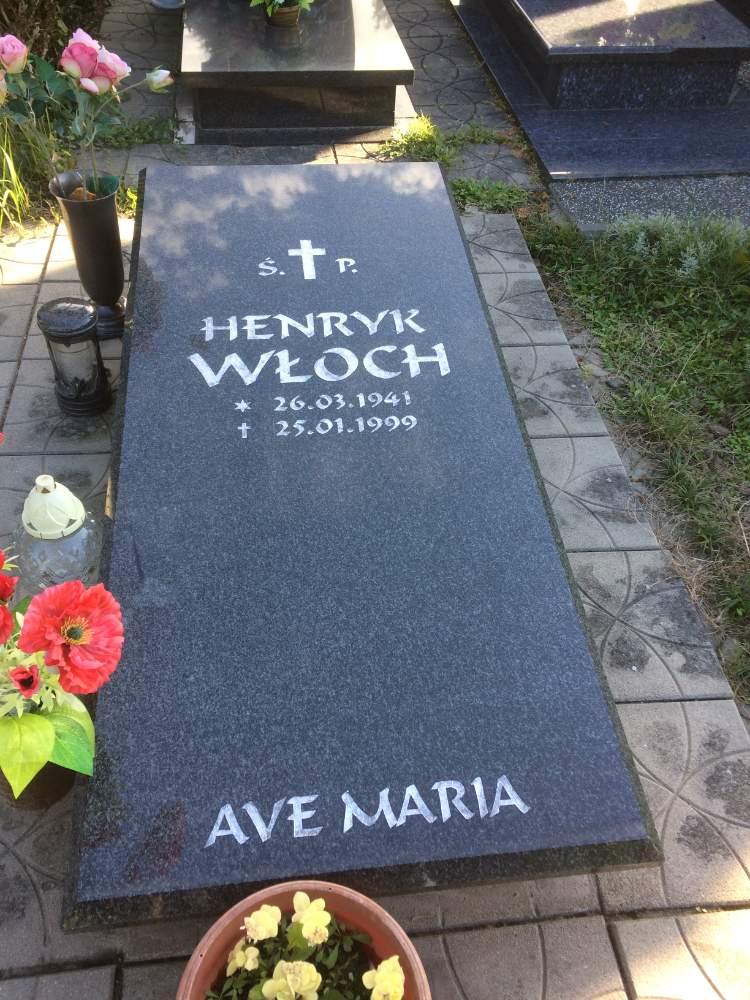 Ś. ✝ P.
HENRYK
WŁOCH
* 26.03.1941
✝ 25.01.1999
AVE MARIA